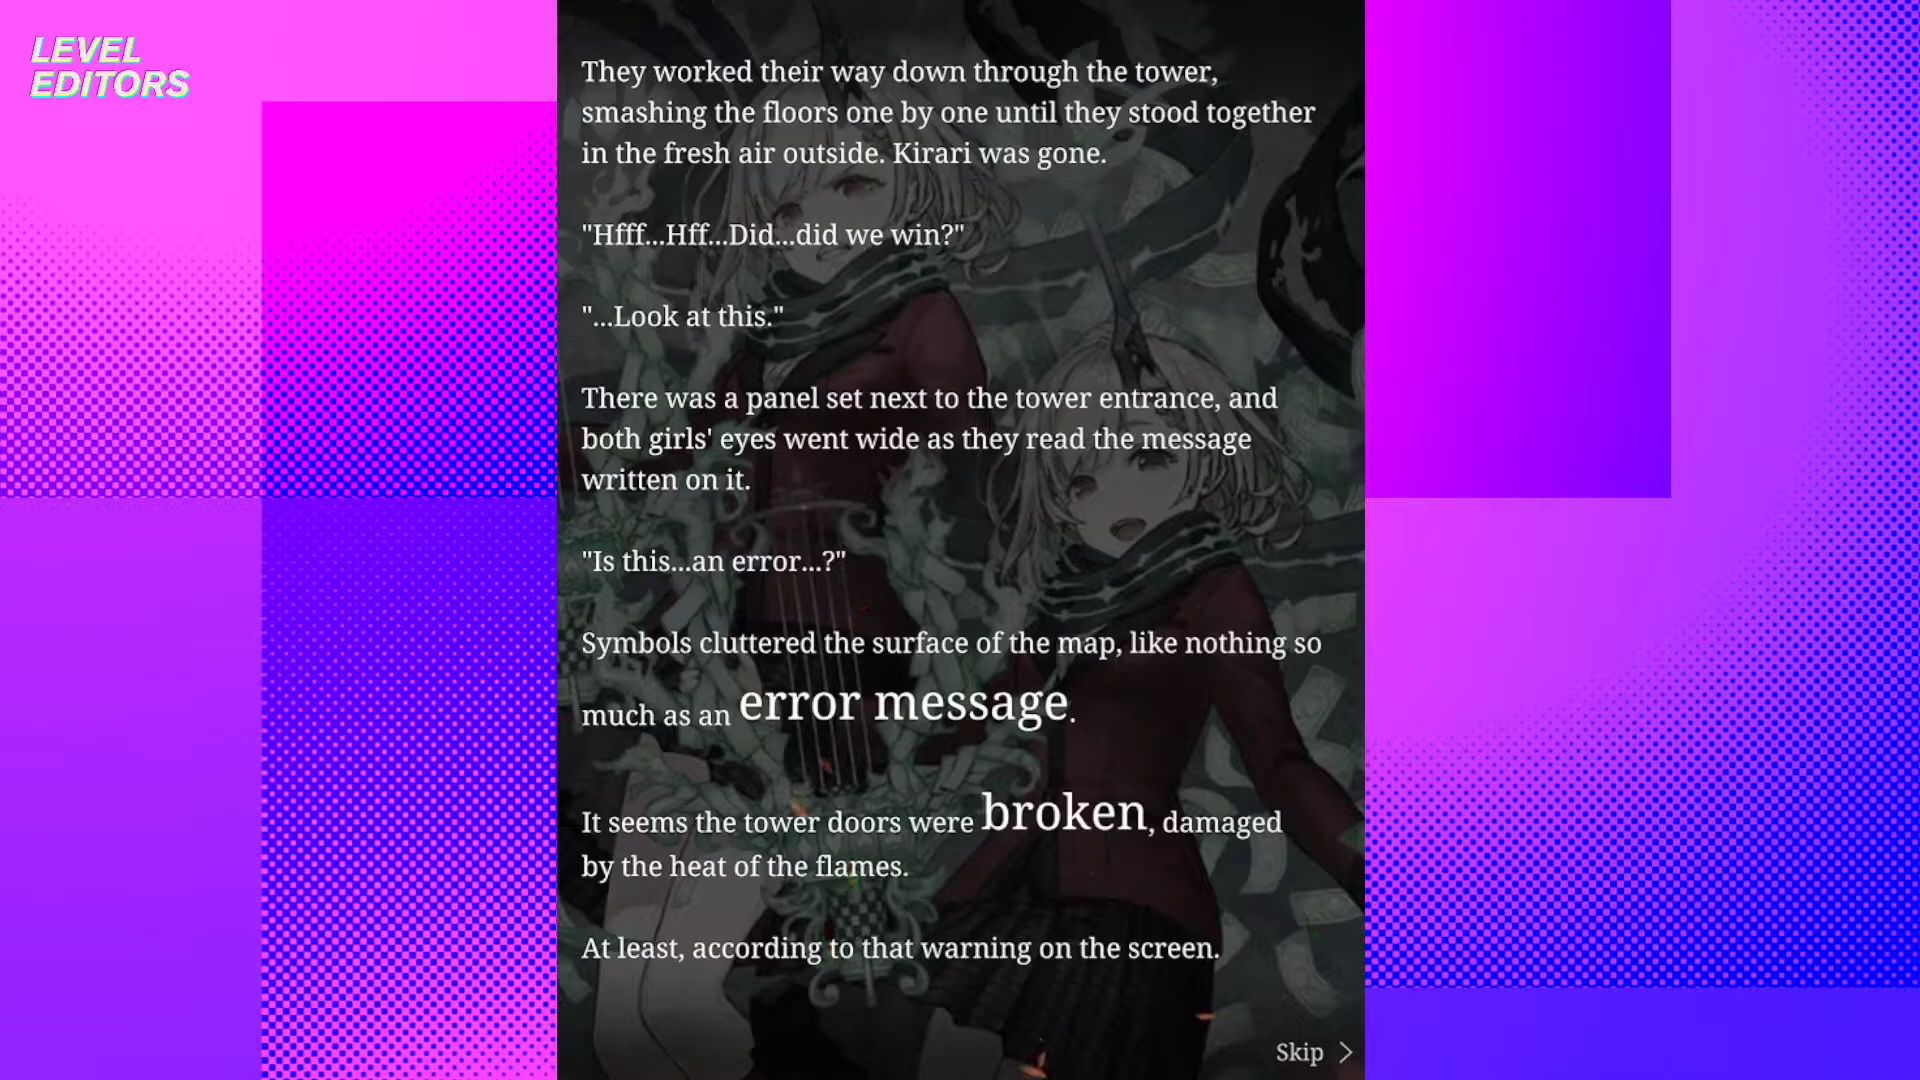 LEVEL
EDITORS
They worked their way down through the tower,
smashing the floors one by one until they stood together
in the fresh air outside. Kirari was gone.
"Hfff...Hff...Did...did we win?"
"...Look at this."
There was a panel set next to the tower entrance, and
both girls' eyes went wide as they read the message
written on it.
"Is this...an error...?"
Symbols cluttered the surface of the map, like nothing so
much as an error message.
It seems the tower doors were broken, damaged
by the heat of the flames.
At least, according to that warning on the screen.
Skip >